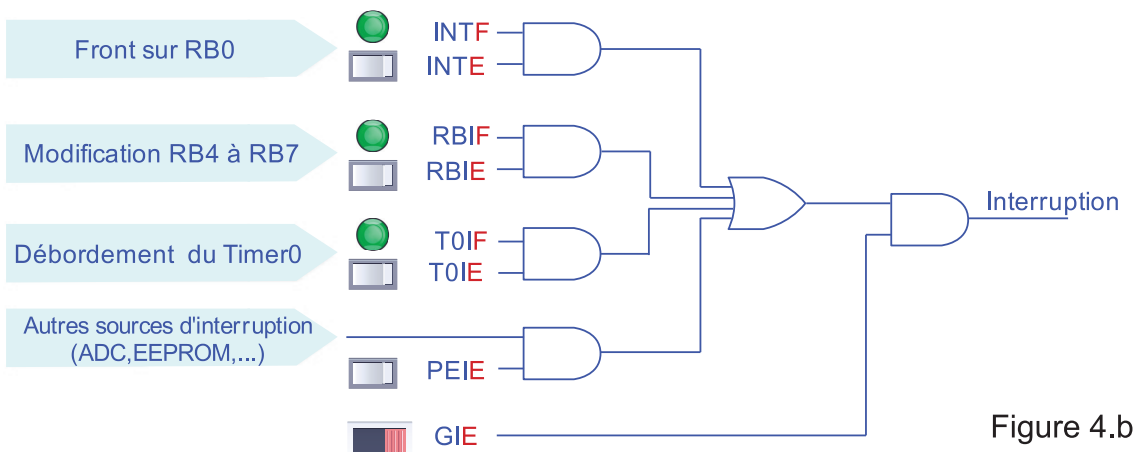 Front sur RB0
INTF
INTE
Modification RB4 à RB7
RBIF
RBIE
Débordement du Timer0
T0IF
T0IE
Autres sources d'interruption
(ADC,EEPROM,...)
PEIE
GIE
Interruption
Figure 4.b